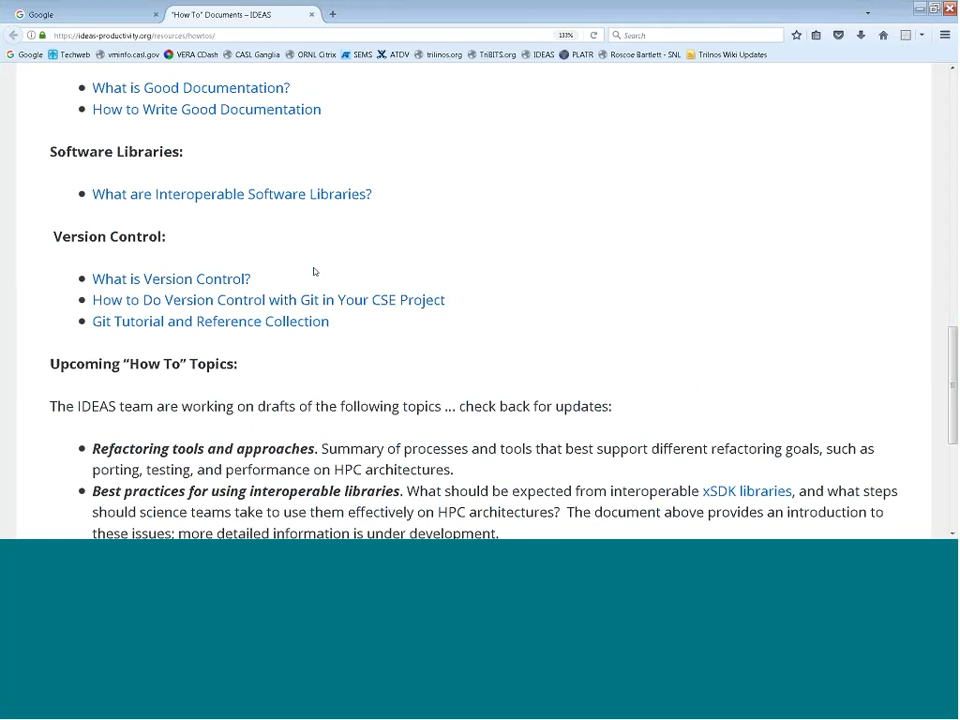 Google
"How To" Documents – IDEAS
https://ideas-productivity.org/resources/howtos/
133%
Search
Google Techweb vminfo.casl.gov VERA CDash CASL Ganglia ORNL Citrix SEMS ATDV trilinos.org TriBITS.org IDEAS PLATR Roscoe Bartlett - SNL Trilnos Wiki Updates
What is Good Documentation?
How to Write Good Documentation
Software Libraries:
What are Interoperable Software Libraries?
Version Control:
What is Version Control?
How to Do Version Control with Git in Your CSE Project
Git Tutorial and Reference Collection
Upcoming “How To” Topics:
The IDEAS team are working on drafts of the following topics ... check back for updates:
Refactoring tools and approaches. Summary of processes and tools that best support different refactoring goals, such as
porting, testing, and performance on HPC architectures.
Best practices for using interoperable libraries. What should be expected from interoperable xSDK libraries, and what steps
should science teams take to use them effectively on HPC architectures? The document above provides an introduction to
these issues; more detailed information is under development.